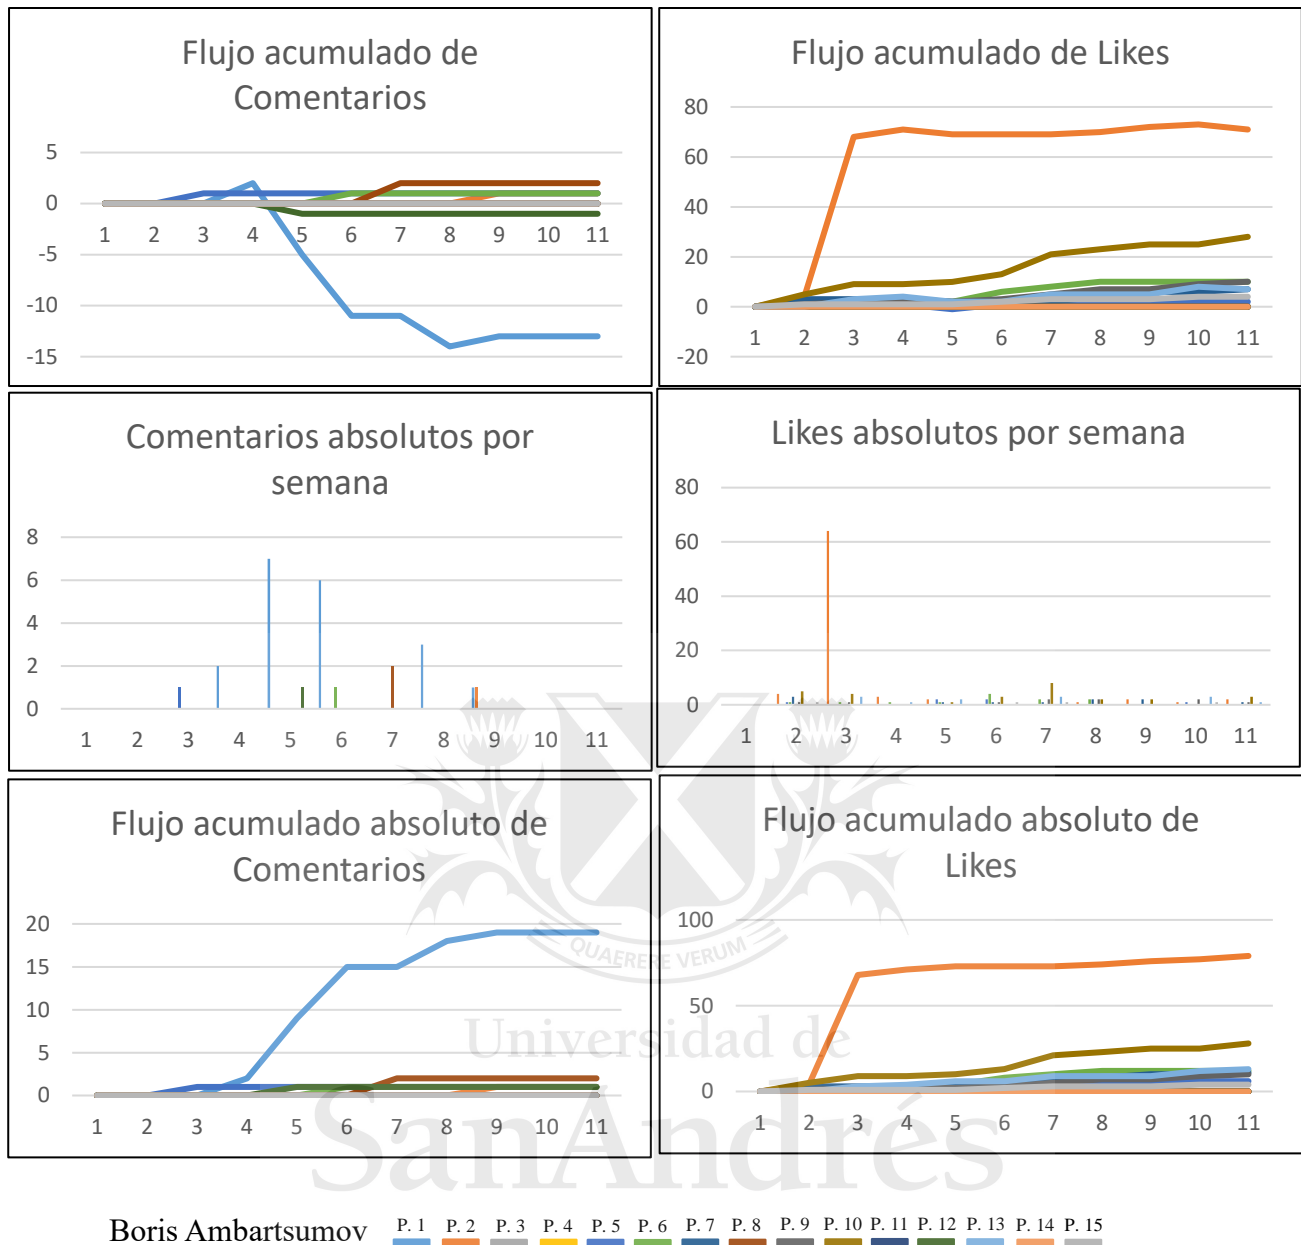 Flujo acumulado de
Comentarios
5
0
-5
-10
-15
1 2 3 4 5 6 7 8 9 10 11
Flujo acumulado de Likes
80
60
40
20
0
-20
1 2 3 4 5 6 7 8 9 10 11
Comentarios absolutos por
semana
8
6
4
2
0
1 2 3 4 5 6 7 8 9 10 11
Likes absolutos por semana
80
60
40
20
0
1 2 3 4 5 6 7 8 9 10 11
Flujo acumulado absoluto de
Comentarios
20
15
10
5
0
1 2 3 4 5 6 7 8 9 10 11
Flujo acumulado absoluto de
Likes
100
50
0
1 2 3 4 5 6 7 8 9 10 11
QUAERERE VERUM
Universidad de
SanAndrés
Boris Ambartsumov P. 1 P. 2 P. 3 P. 4 P. 5 P. 6 P. 7 P. 8 P. 9 P. 10 P. 11 P. 12 P. 13 P. 14 P. 15